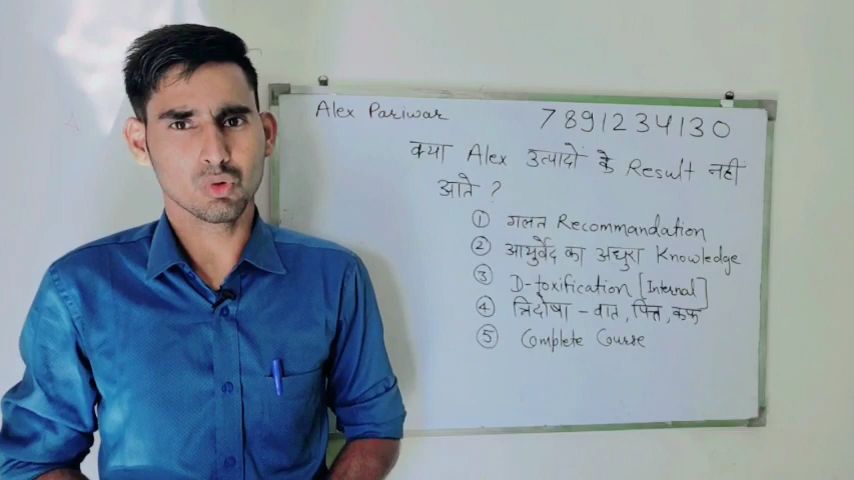 Alex Pariwar
7891234130
क्या Alex उत्पादों के Result नहीं
आते ?
① गलत Recommandation
② आयुर्वेद का अधुरा Knowledge
③ D-toxification [Internal]
④ त्रिदोषा - वात, पित्त, कफ
⑤ Complete Course